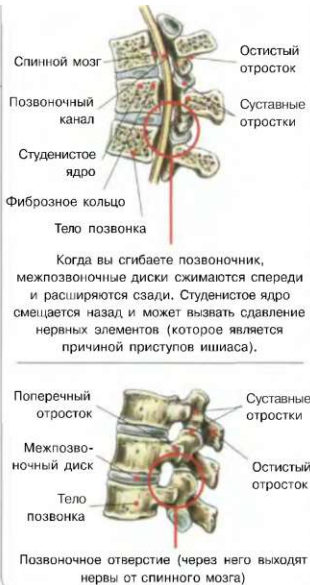 Спинной мозг
Остистый
отросток
Позвоночный
канал
Суставные
отростки
Студенистое
ядро
Фиброзное кольцо
Тело позвонка
Когда вы сгибаете позвоночник,
межпозвоночные диски сжимаются спереди
и расширяются сзади. Студенистое ядро
смещается назад и может вызвать сдавление
нервных элементов (которое является
причиной приступов ишиаса).
Поперечный
отросток
Суставные
отростки
Межпозво-
ночный диск
Остистый
отросток
Тело
позвонка
Позвоночное отверстие (через него выходят
нервы от спинного мозга)